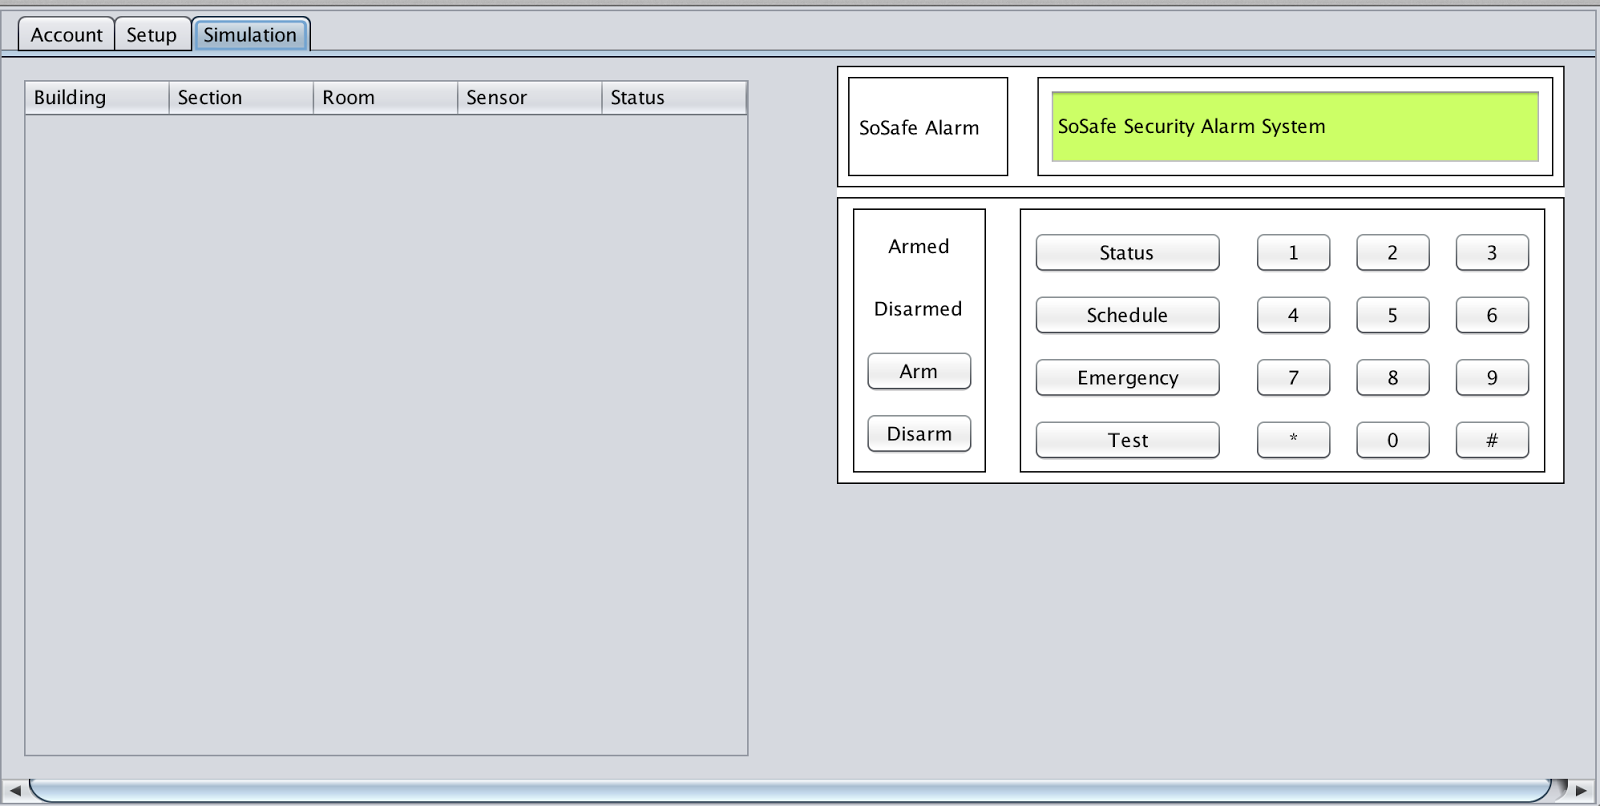 Account Setup Simulation
Building Section Room Sensor Status
SoSafe Alarm
SoSafe Security Alarm System
Armed
Disarmed
Arm
Disarm
Status 1 2 3
Schedule 4 5 6
Emergency 7 8 9
Test * 0 #